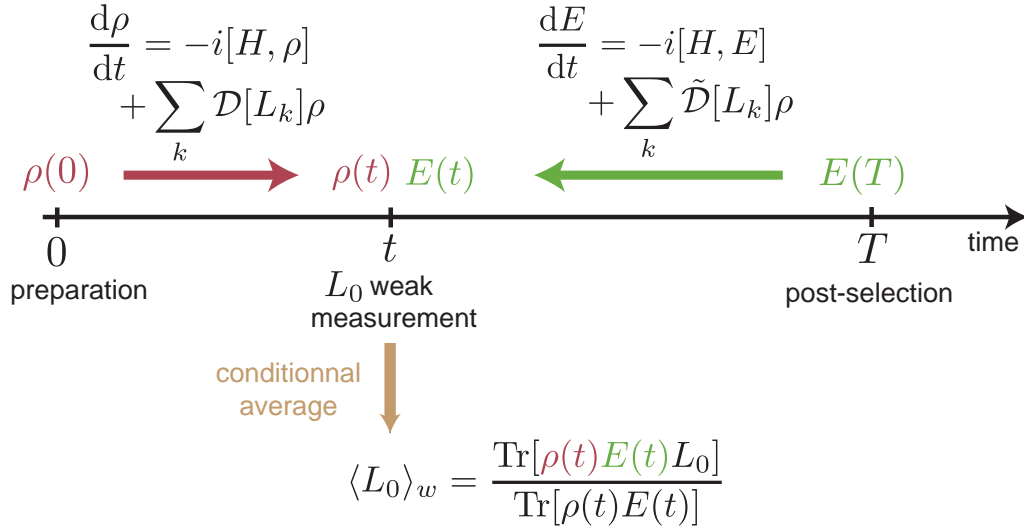 dρ/dt = −i[H, ρ]
+ ∑_k 𝒟[L_k]ρ
dE/dt = −i[H, E]
+ ∑_k 𝒟̃[L_k]ρ
ρ(0)
ρ(t) E(t)
E(T)
0
t
T
time
preparation
L_0 weak
measurement
post-selection
conditionnal
average
⟨L_0⟩_w = Tr[ρ(t)E(t)L_0] / Tr[ρ(t)E(t)]